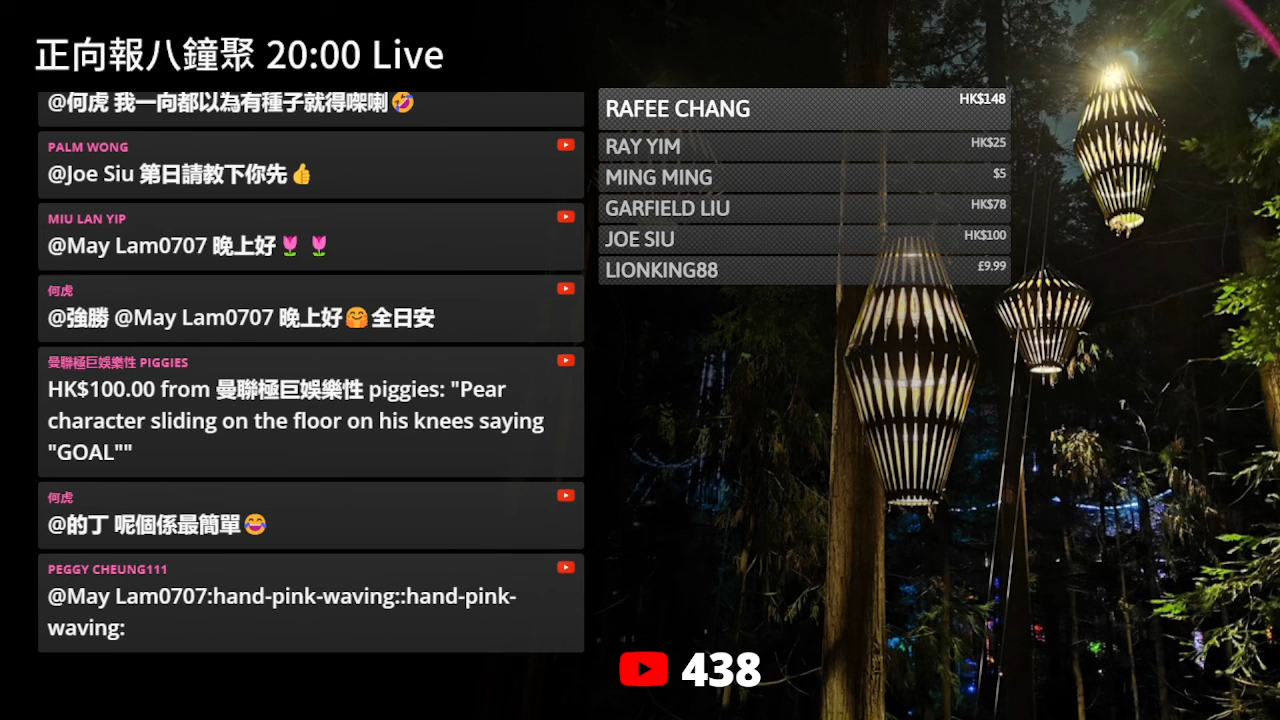 正向報八鐘聚 20:00 Live
@何虎 我一向都以為有種子就得㗎喇🤣
PALM WONG
@Joe Siu 第日請教下你先👍
MIU LAN YIP
@May Lam0707 晚上好🌷🌷
何虎
@強勝 @May Lam0707 晚上好🤗全日安
曼聯極巨娛樂性 PIGGIES
HK$100.00 from 曼聯極巨娛樂性 piggies: "Pear
character sliding on the floor on his knees saying
"GOAL""
何虎
@的丁 呢個係最簡單😂
PEGGY CHEUNG111
@May Lam0707:hand-pink-waving::hand-pink-
waving:
RAFEE CHANG HK$148
RAY YIM HK$25
MING MING $5
GARFIELD LIU HK$78
JOE SIU HK$100
LIONKING88 £9.99
438